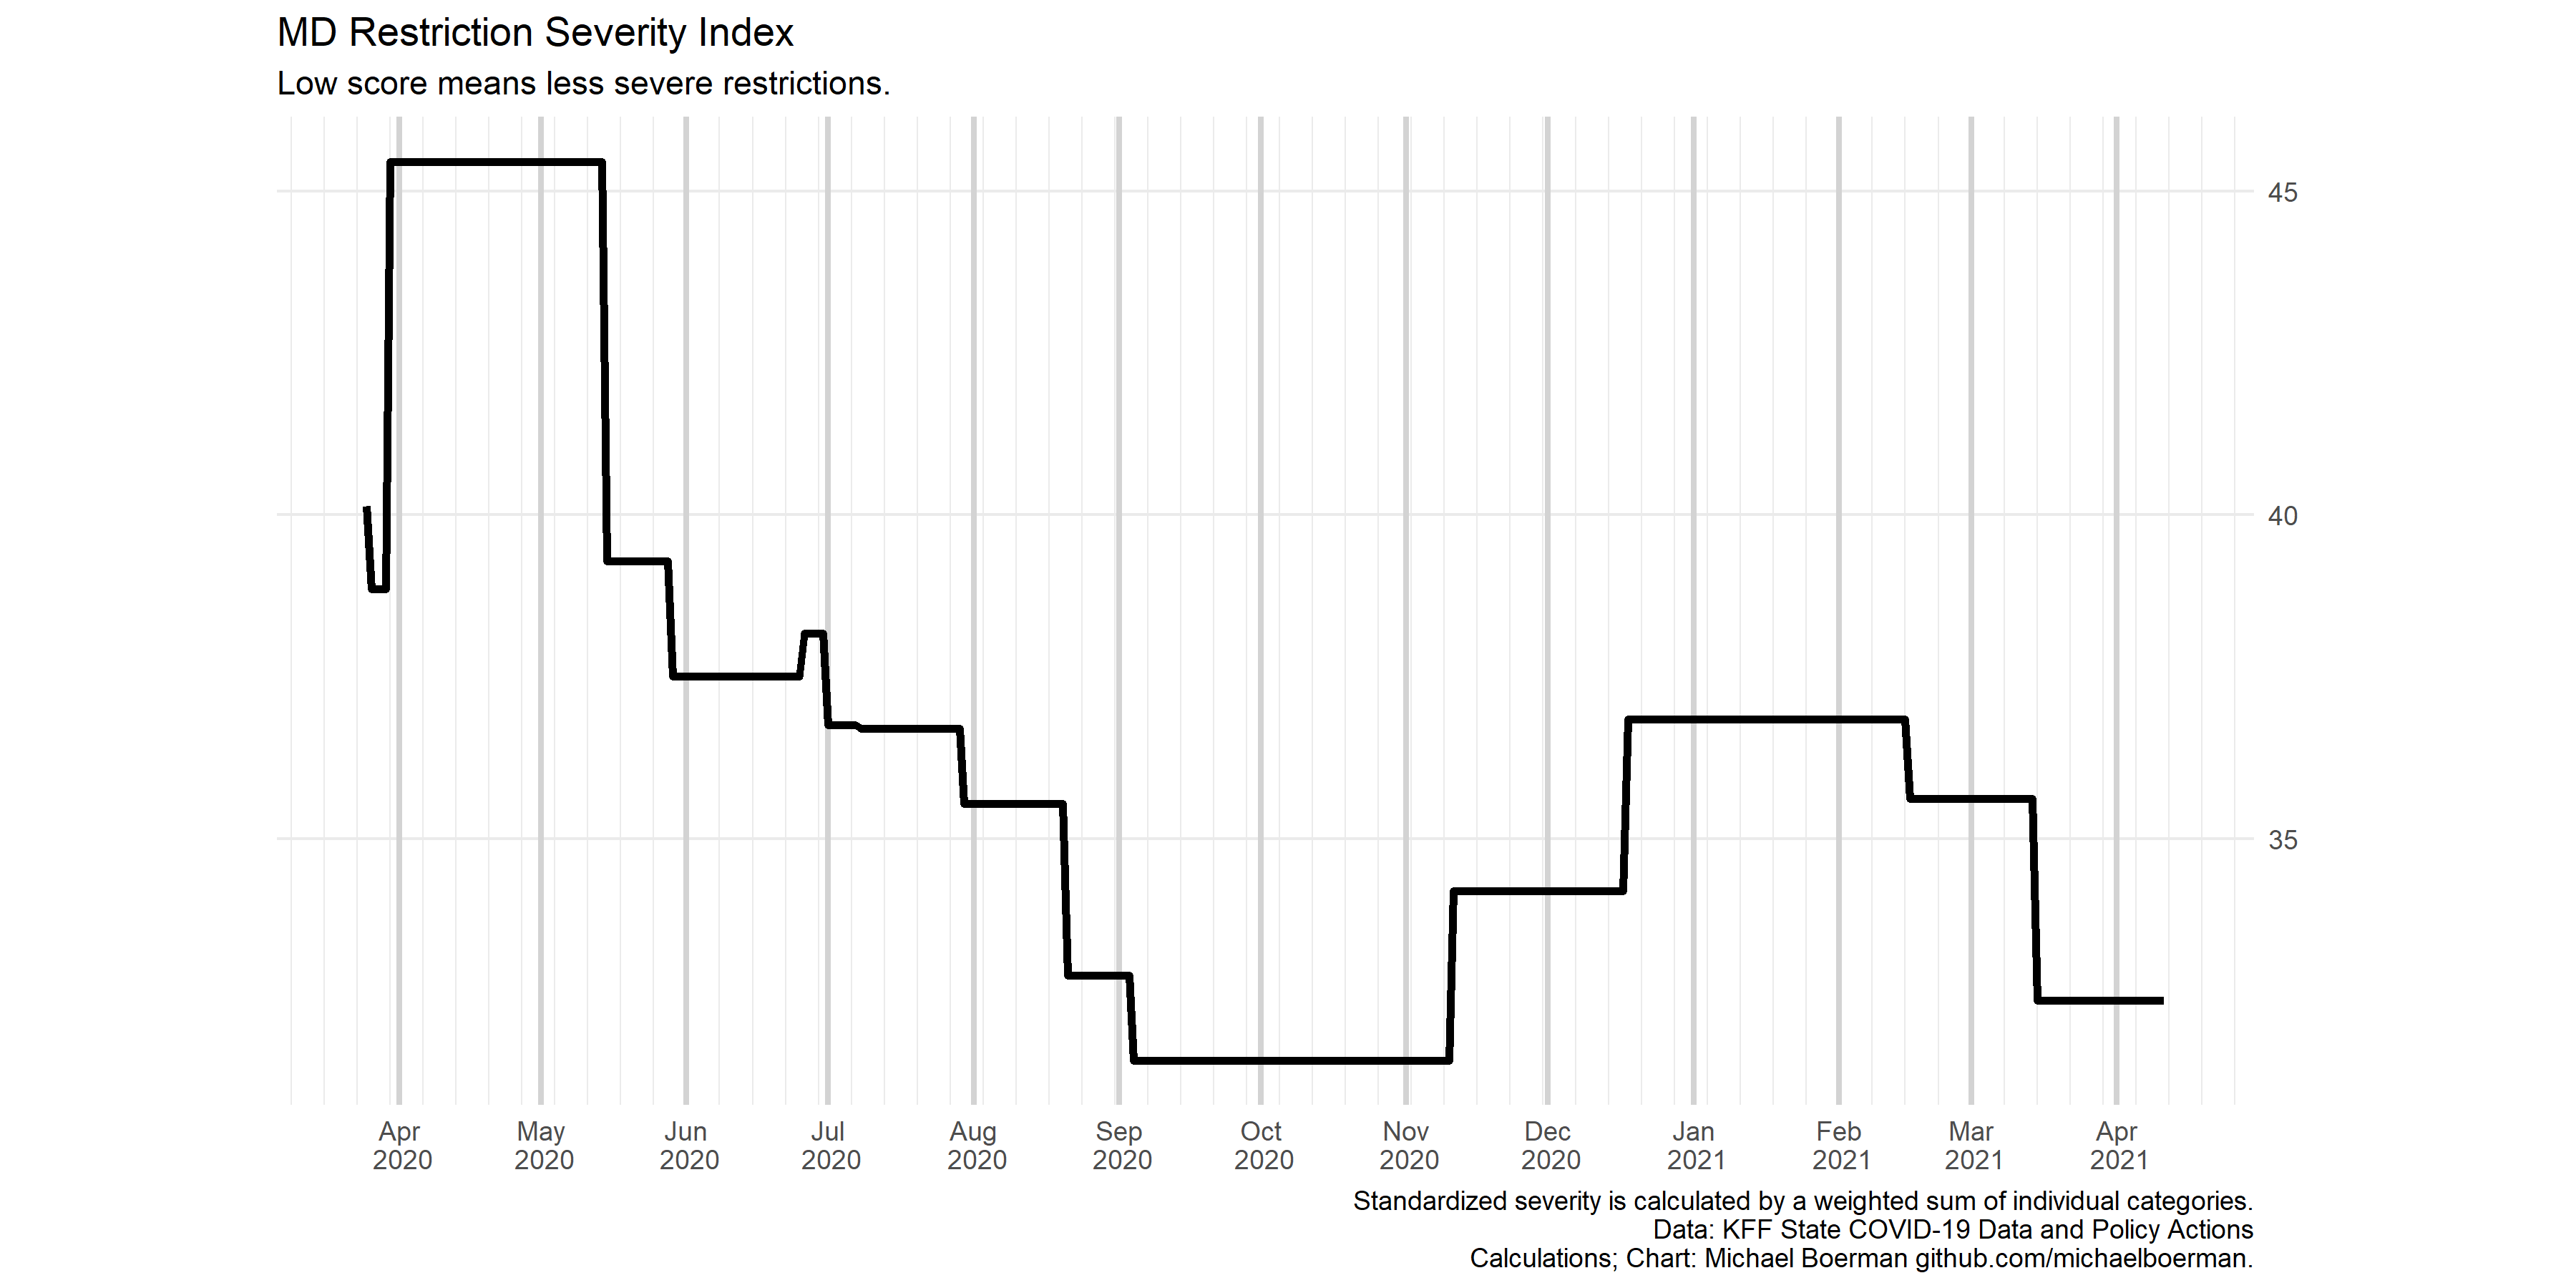 MD Restriction Severity Index
Low score means less severe restrictions.
45
40
35
Apr May Jun Jul Aug Sep Oct Nov Dec Jan Feb Mar Apr
2020 2020 2020 2020 2020 2020 2020 2020 2020 2021 2021 2021 2021
Standardized severity is calculated by a weighted sum of individual categories.
Data: KFF State COVID-19 Data and Policy Actions
Calculations; Chart: Michael Boerman github.com/michaelboerman.